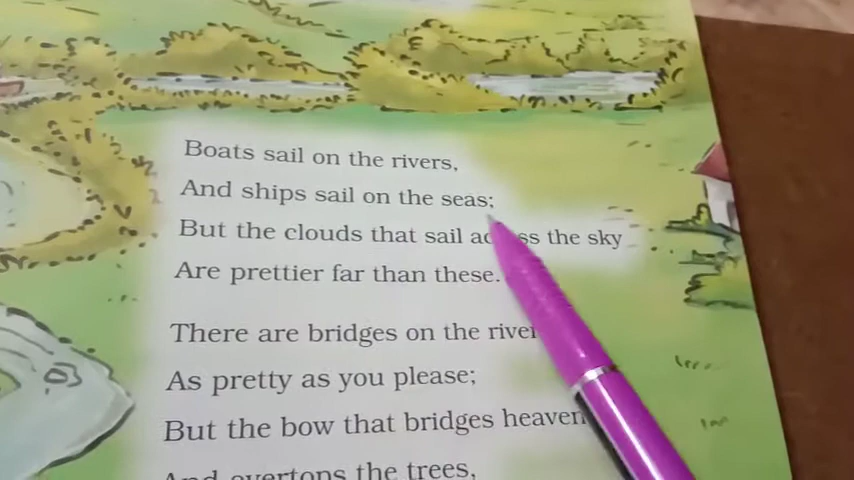 Boats sail on the rivers,
And ships sail on the seas;
But the clouds that sail across the sky
Are prettier far than these.
There are bridges on the river
As pretty as you please;
But the bow that bridges heaven
And overtops the trees,